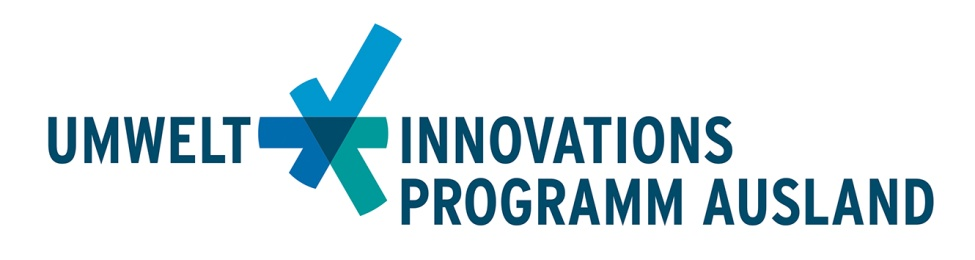 UMWELT INNOVATIONS
PROGRAMM AUSLAND